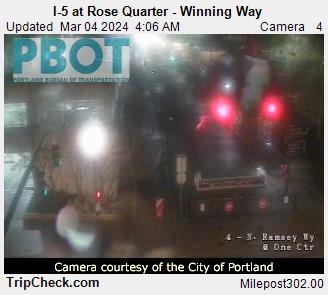 I-5 at Rose Quarter - Winning Way
Updated Mar 04 2024 4:06 AM Camera 4
PBOT
PORTLAND BUREAU OF TRANSPORTATION
4 - N. Ramsey Wy
@ One Ctr
Camera courtesy of the City of Portland
TripCheck.com Milepost302.00